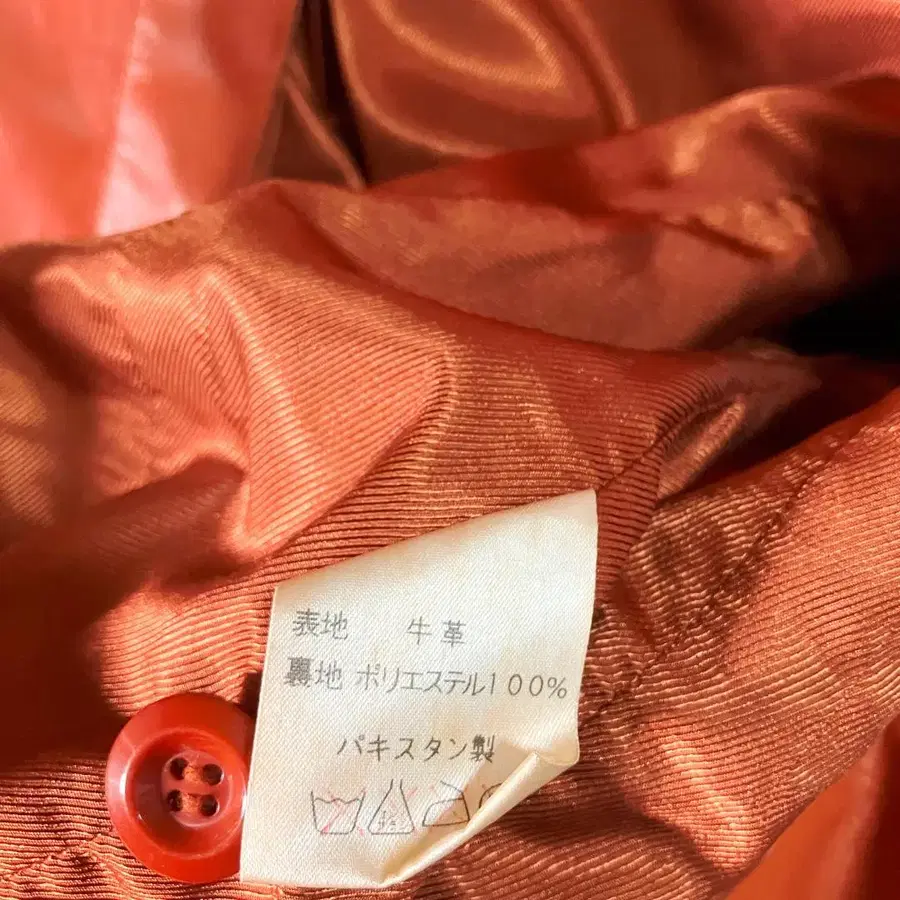 表地 牛革
裏地 ポリエステル100%
パキスタン製